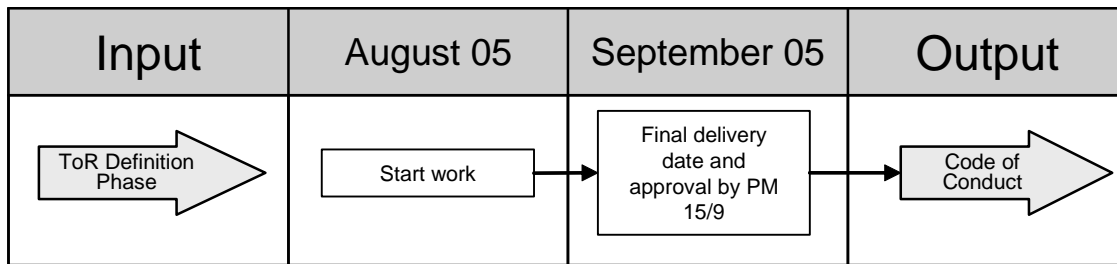 Input
August 05
September 05
Output
ToR Definition
Phase
Start work
Final delivery
date and
approval by PM
15/9
Code of
Conduct